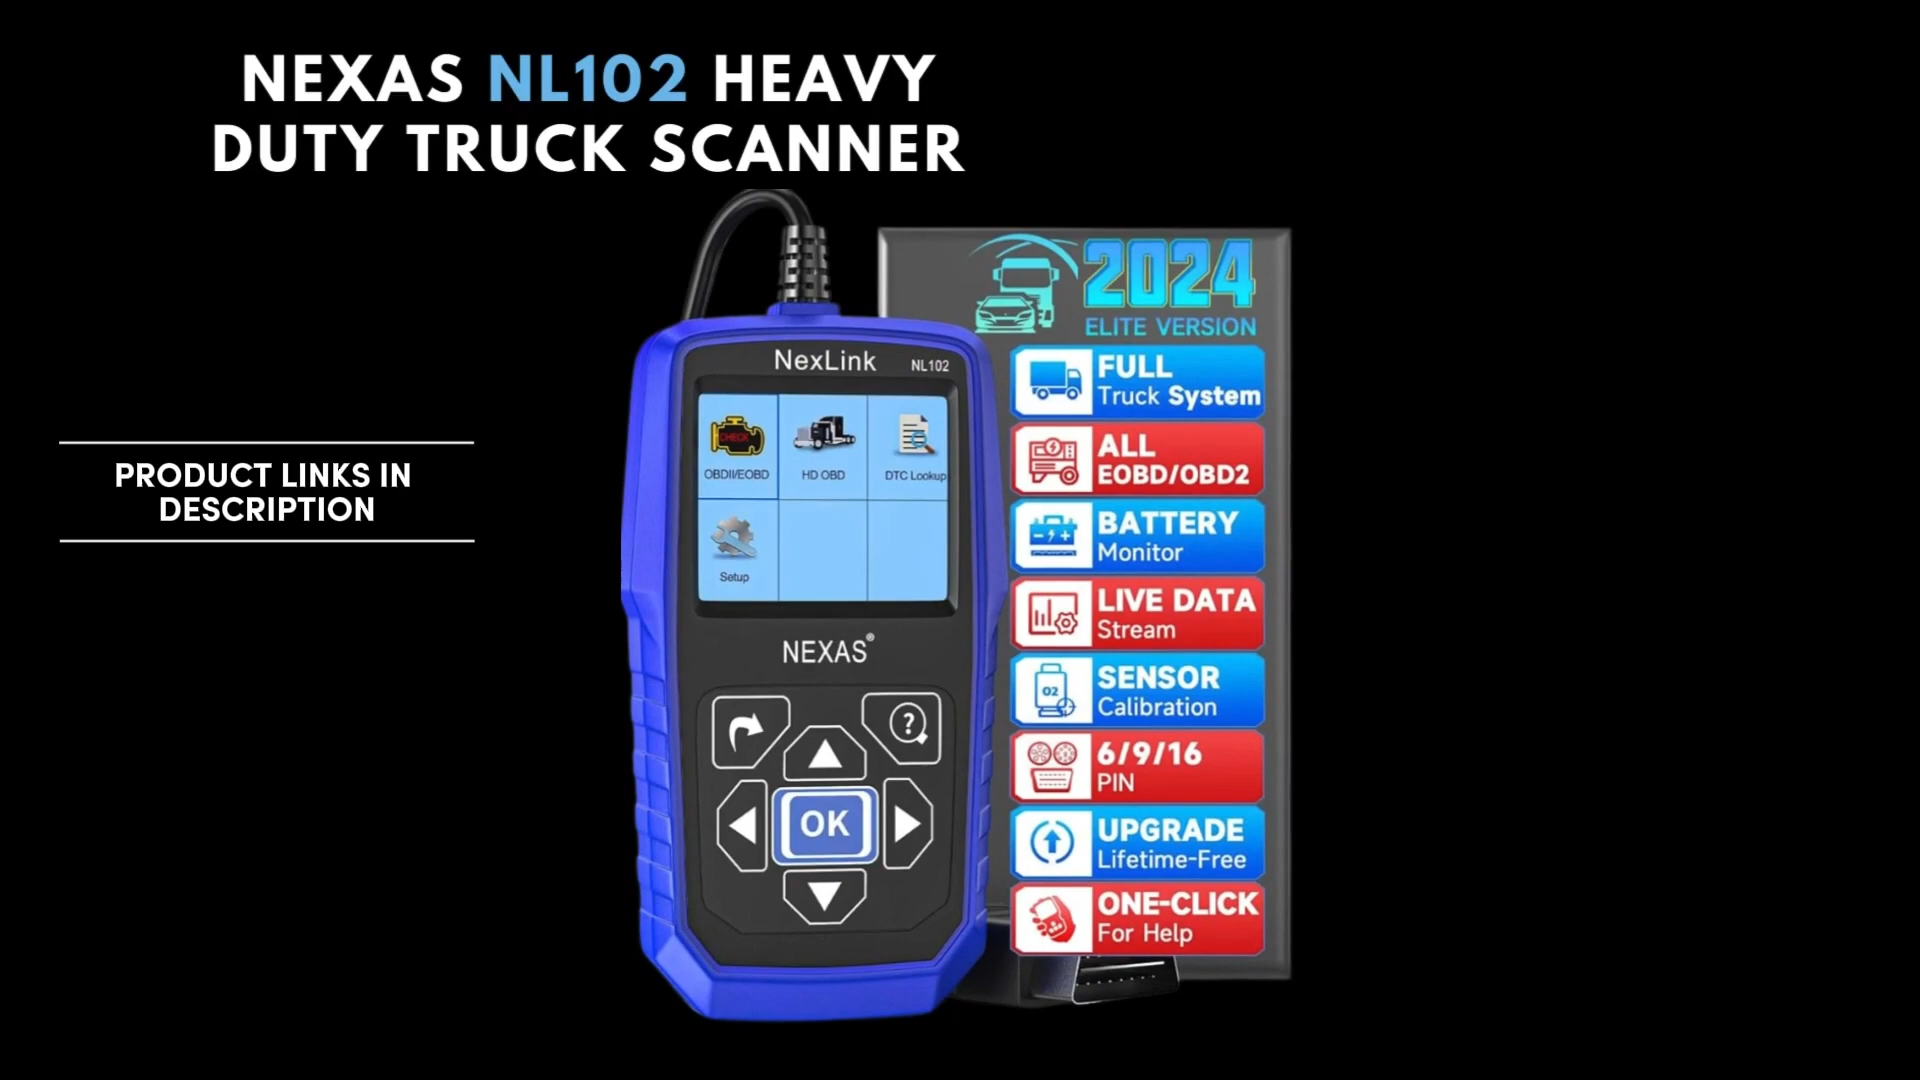 NEXAS NL102 HEAVY
DUTY TRUCK SCANNER
PRODUCT LINKS IN
DESCRIPTION
NexLink NL102
CHECK
OBDII/EOBD HD OBD DTC Lookup
Setup
NEXAS®
?
OK
2024
ELITE VERSION
FULL
Truck System
ALL
EOBD/OBD2
BATTERY
Monitor
LIVE DATA
Stream
O2
SENSOR
Calibration
6/9/16
PIN
UPGRADE
Lifetime-Free
ONE-CLICK
For Help